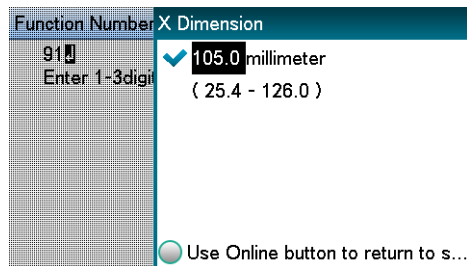 Function Number
91
Enter 1-3digi
X Dimension
105.0 millimeter
( 25.4 - 126.0 )
Use Online button to return to s...